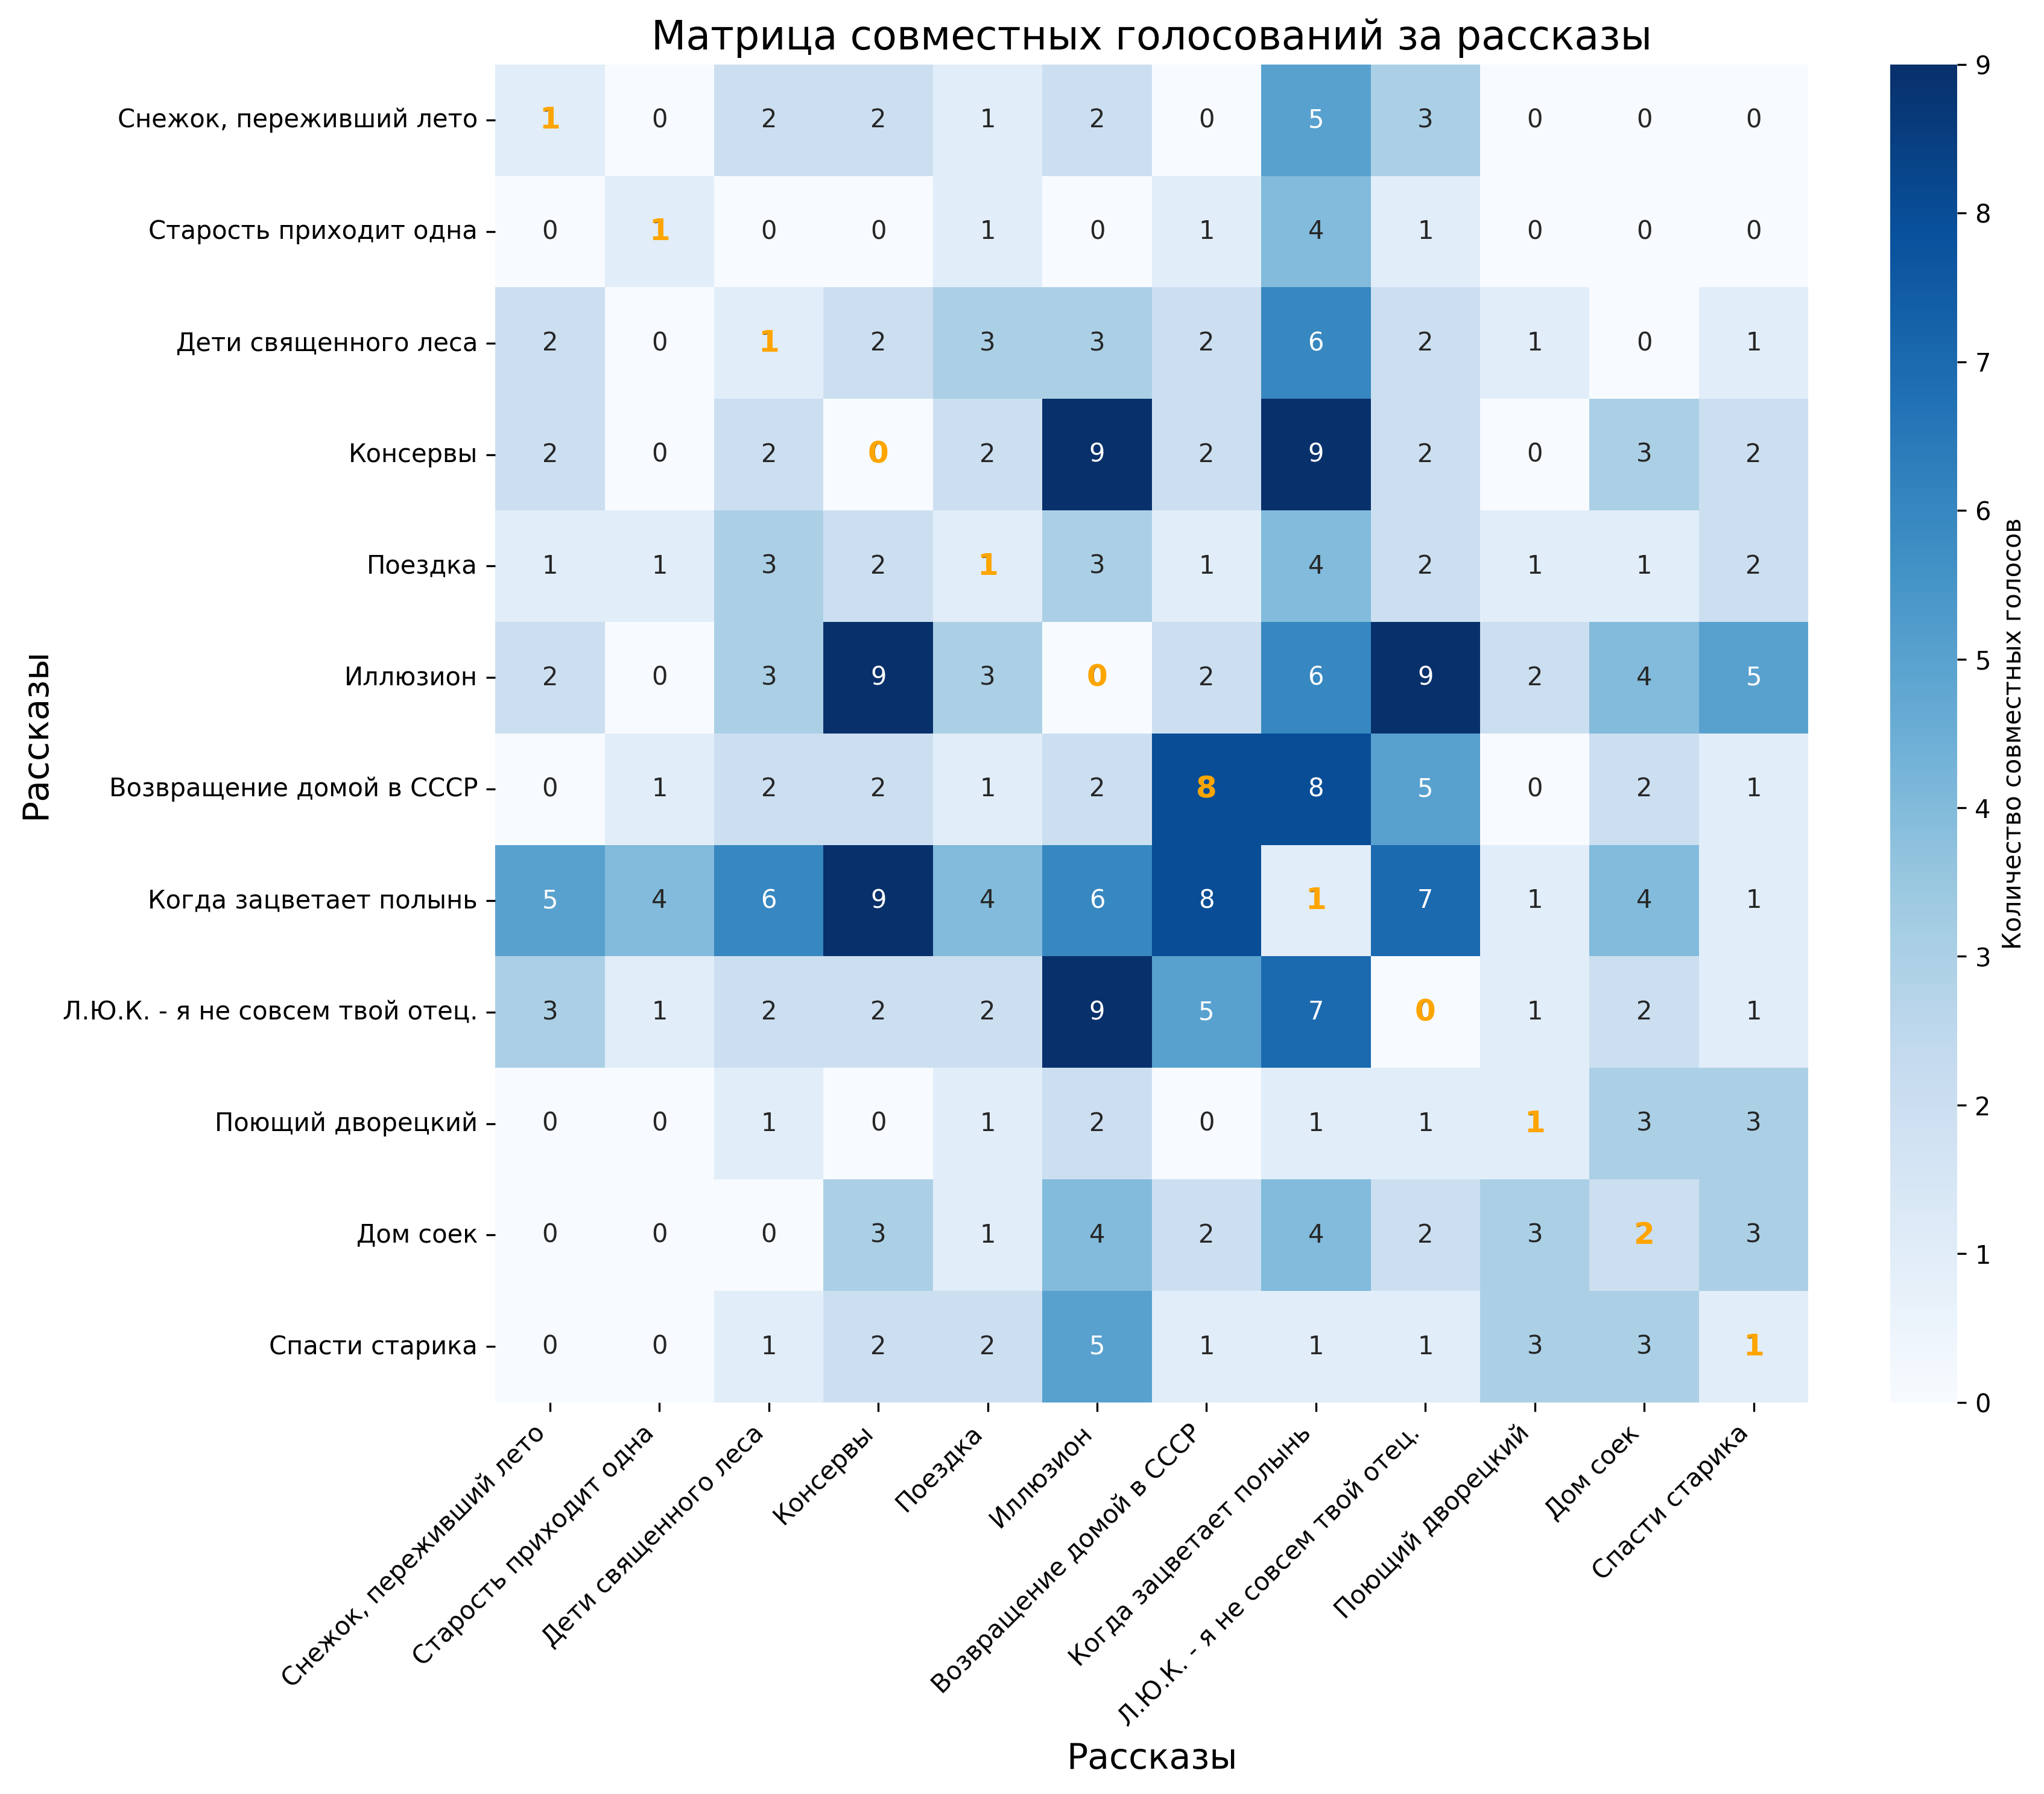 Матрица совместных голосований за рассказы
Снежок, переживший лето 1 0 2 2 1 2 0 5 3 0 0 0
Старость приходит одна 0 1 0 0 1 0 1 4 1 0 0 0
Дети священного леса 2 0 1 2 3 3 2 6 2 1 0 1
Консервы 2 0 2 0 2 9 2 9 2 0 3 2
Поездка 1 1 3 2 1 3 1 4 2 1 1 2
Иллюзион 2 0 3 9 3 0 2 6 9 2 4 5
Возвращение домой в СССР 0 1 2 2 1 2 8 8 5 0 2 1
Когда зацветает полынь 5 4 6 9 4 6 8 1 7 1 4 1
Л.Ю.К. - я не совсем твой отец. 3 1 2 2 2 9 5 7 0 1 2 1
Поющий дворецкий 0 0 1 0 1 2 0 1 1 1 3 3
Дом соек 0 0 0 3 1 4 2 4 2 3 2 3
Спасти старика 0 0 1 2 2 5 1 1 1 3 3 1
Рассказы
Снежок, переживший лето
Старость приходит одна
Дети священного леса
Консервы
Поездка
Иллюзион
Возвращение домой в СССР
Когда зацветает полынь
Л.Ю.К. - я не совсем твой отец.
Поющий дворецкий
Дом соек
Спасти старика
Рассказы
9
8
7
6
5
4
3
2
1
0
Количество совместных голосов